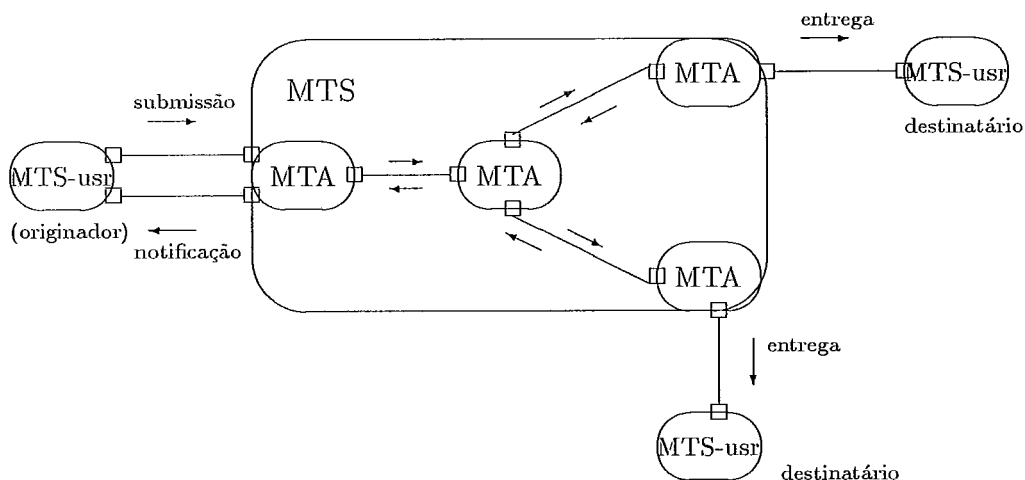 entrega
MTS
MTA
MTS-usr
submissão
destinatário
MTS-usr
MTA
MTA
(originador)
notificação
MTA
entrega
MTS-usr
destinatário